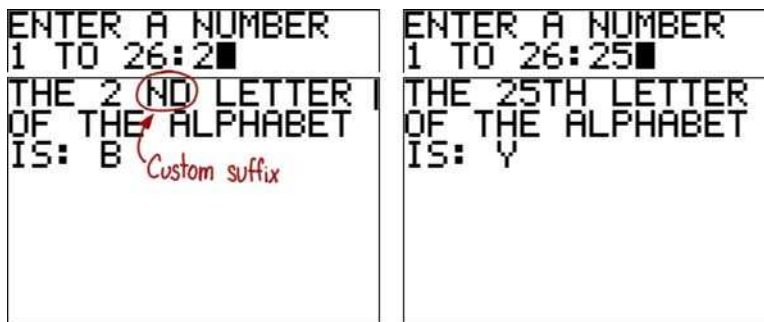 ENTER A NUMBER
1 TO 26:2
THE 2 ND LETTER
OF THE ALPHABET
IS: B
Custom suffix
ENTER A NUMBER
1 TO 26:25
THE 25TH LETTER
OF THE ALPHABET
IS: Y